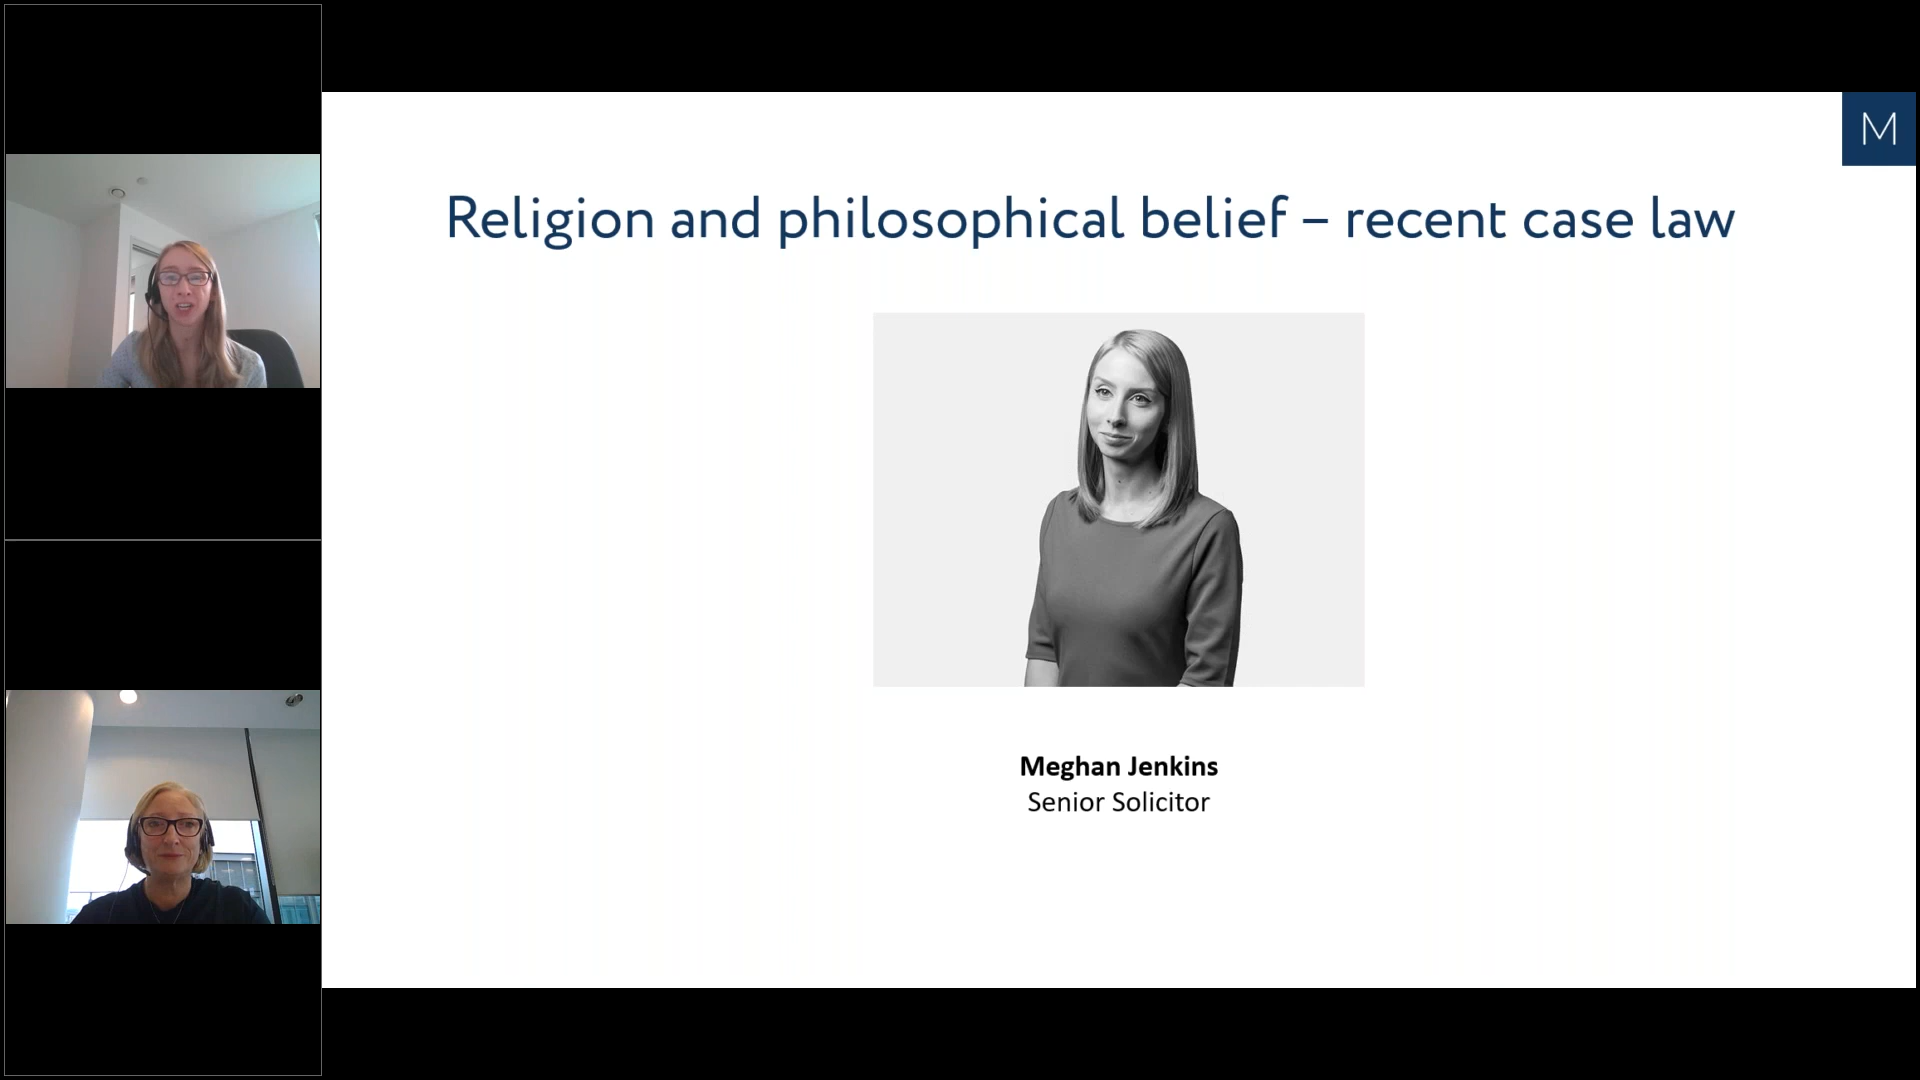 M
Religion and philosophical belief – recent case law
Meghan Jenkins
Senior Solicitor